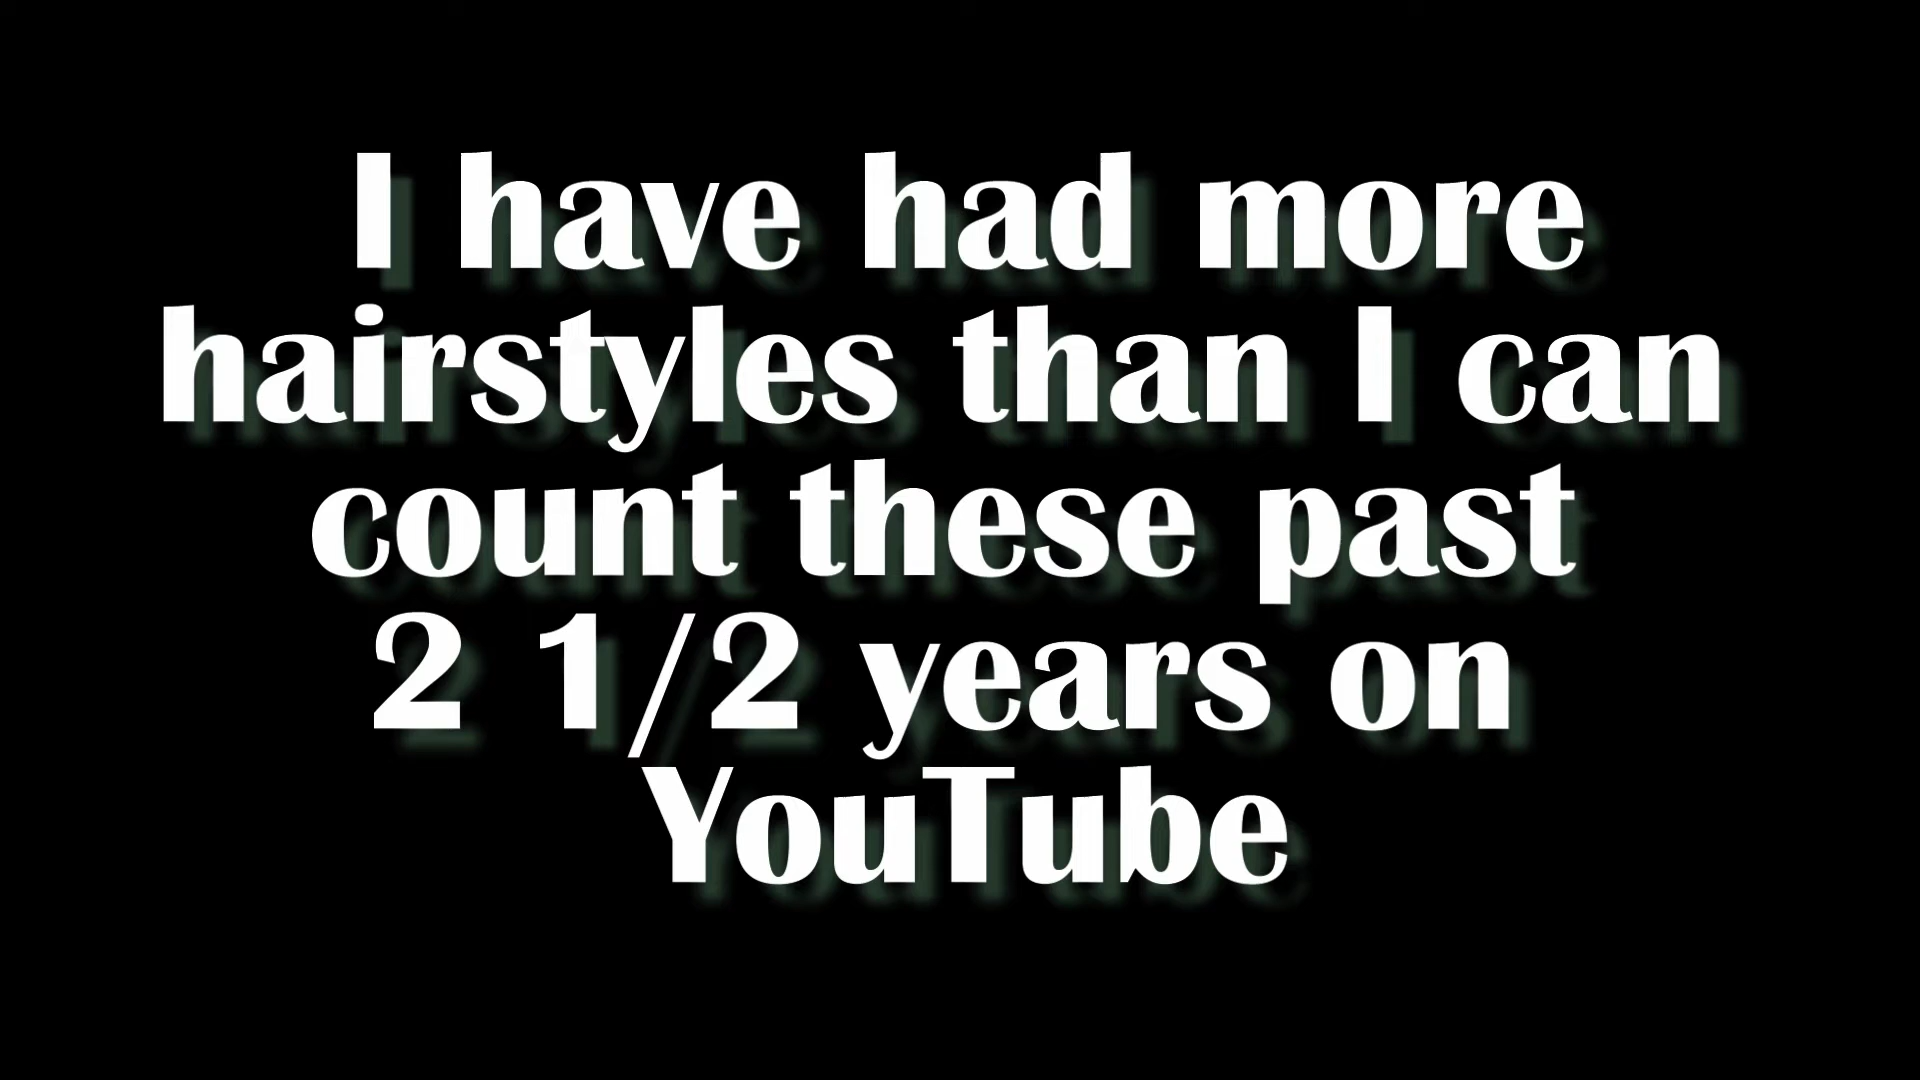 I have had more
hairstyles than I can
count these past
2 1/2 years on
YouTube